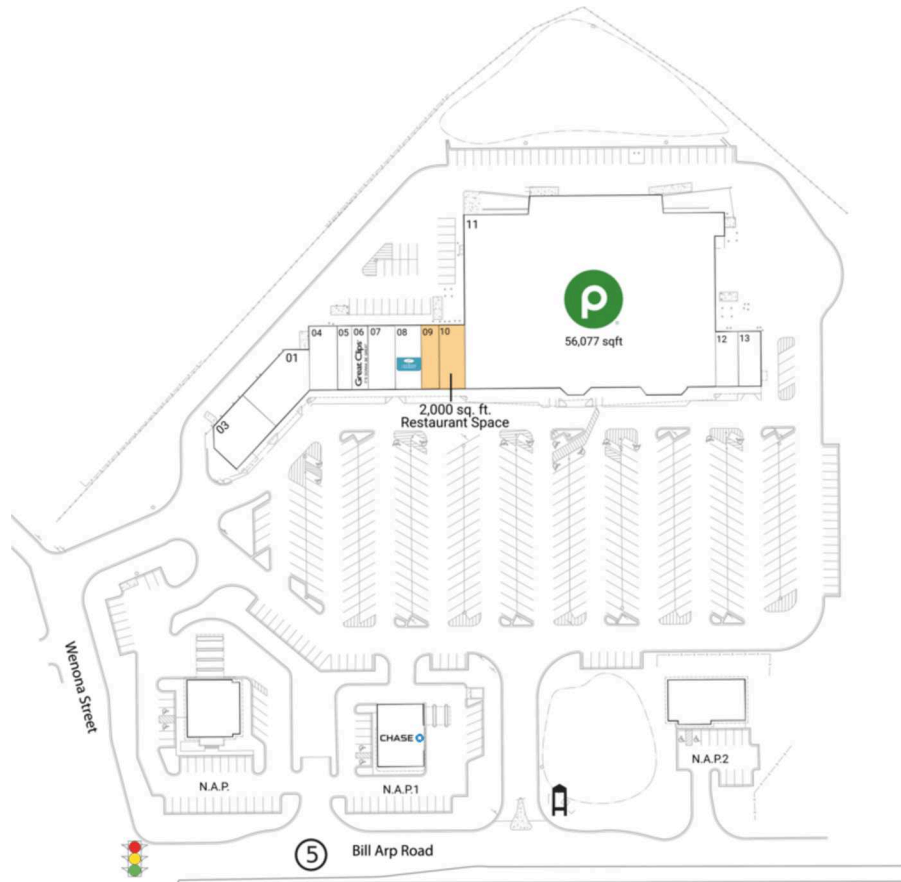 11
56,077 sqft
04
05
06
07
08
09
10
12
13
01
Great Clips
03
2,000 sq. ft.
Restaurant Space
Wenona Street
CHASE
N.A.P.
N.A.P.1
N.A.P.2
5
Bill Arp Road